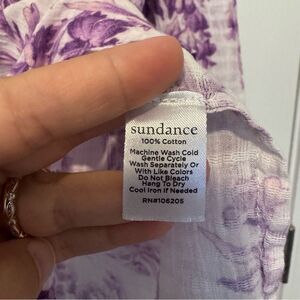 sundance
100% Cotton
Machine Wash Cold
Gentle Cycle
Wash Separately Or
With Like Colors
Do Not Bleach
Hang To Dry
Cool Iron If Needed
RN#106205